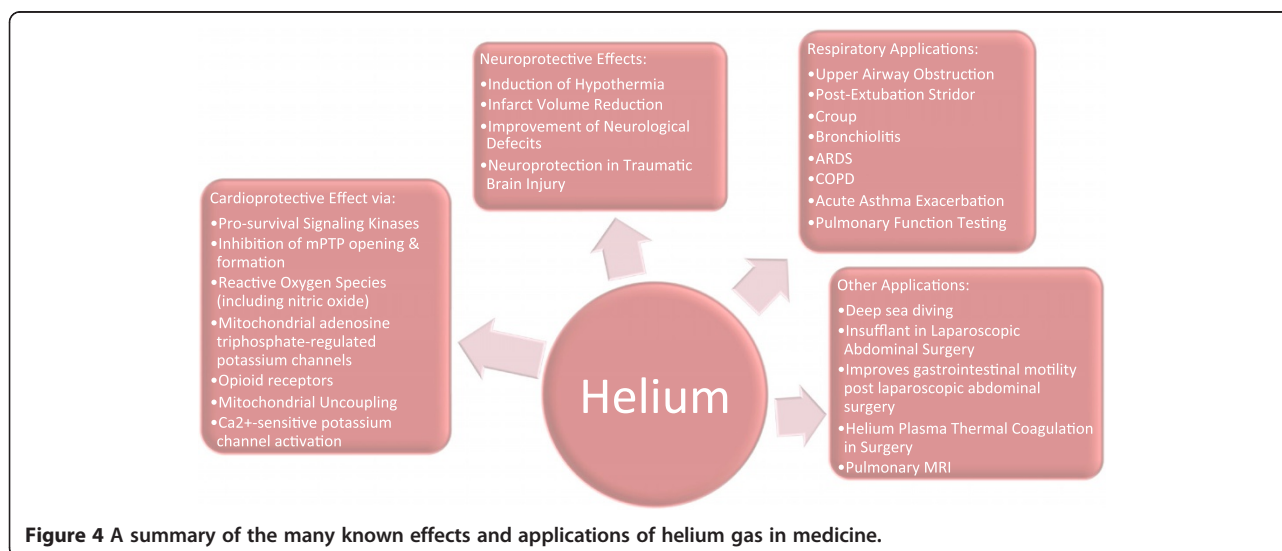 Neuroprotective Effects:
•Induction of Hypothermia
•Infarct Volume Reduction
•Improvement of Neurological
Defecits
•Neuroprotection in Traumatic
Brain Injury
Respiratory Applications:
•Upper Airway Obstruction
•Post-Extubation Stridor
•Croup
•Bronchiolitis
•ARDS
•COPD
•Acute Asthma Exacerbation
•Pulmonary Function Testing
Cardioprotective Effect via:
•Pro-survival Signaling Kinases
•Inhibition of mPTP opening &
formation
•Reactive Oxygen Species
(including nitric oxide)
•Mitochondrial adenosine
triphosphate-regulated
potassium channels
•Opioid receptors
•Mitochondrial Uncoupling
•Ca2+-sensitive potassium
channel activation
Helium
Other Applications:
•Deep sea diving
•Insufflant in Laparoscopic
Abdominal Surgery
•Improves gastrointestinal motility
post laparoscopic abdominal
surgery
•Helium Plasma Thermal Coagulation
in Surgery
•Pulmonary MRI
Figure 4 A summary of the many known effects and applications of helium gas in medicine.